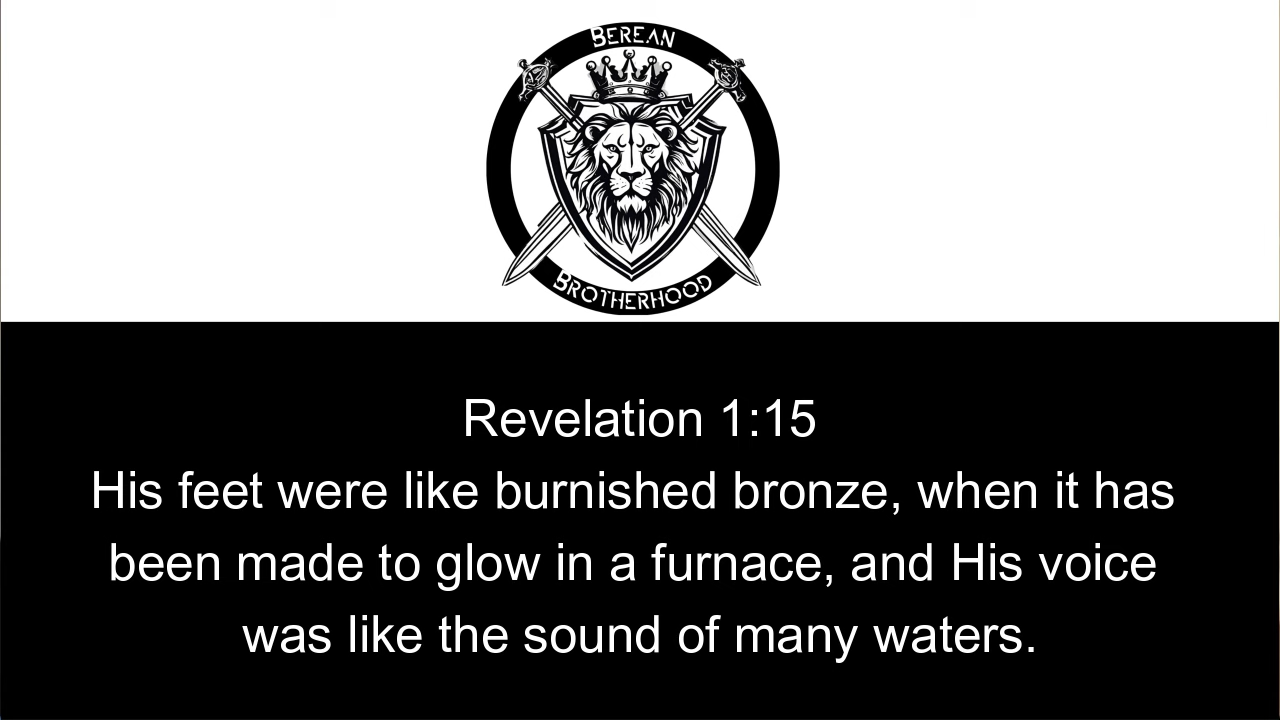 BEREAN
BROTHERHOOD
Revelation 1:15
His feet were like burnished bronze, when it has
been made to glow in a furnace, and His voice
was like the sound of many waters.